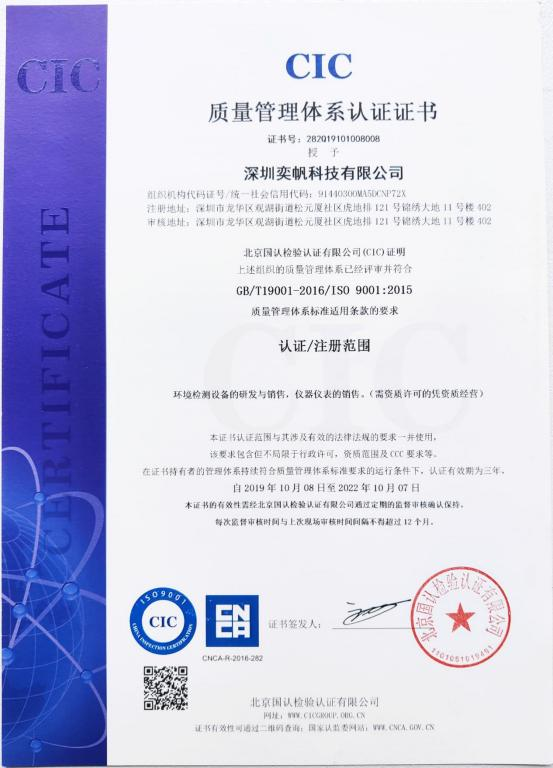 CIC
CERTIFICATE
CIC
质量管理体系认证证书
证书号：282Q19101008008
授 予
深圳奕帆科技有限公司
组织机构代码证号/统一社会信用代码：91440300MA5DCNP72X
注册地址：深圳市龙华区观湖街道松元厦社区虎地排 121 号锦绣大地 11 号楼 402
审核地址：深圳市龙华区观湖街道松元厦社区虎地排 121 号锦绣大地 11 号楼 402
北京国认检验认证有限公司(CIC)证明
上述组织的质量管理体系已经评审并符合
GB/T19001-2016/ISO 9001:2015
质量管理体系标准适用条款的要求
认证/注册范围
环境检测设备的研发与销售，仪器仪表的销售。（需资质许可的凭资质经营）
本证书认证范围与其涉及有效的法律法规的要求一并使用，
该要求包含但不局限于行政许可，资质范围及 CCC 要求等。
在证书持有者的管理体系持续符合质量管理体系标准要求的运行条件下，认证有效期为三年。
自 2019 年 10 月 08 日至 2022 年 10 月 07 日
本证书的有效性需经北京国认检验认证有限公司通过定期的监督审核确认保持。
每次监督审核时间与上次现场审核时间间隔不得超过 12 个月。
ISO9001
CIC
CHINA INSPECTION CERTIFICATION
CNCA
CNCA-R-2016-282
证书签发人：
北京国认检验认证有限公司
1101051019491
北京国认检验认证有限公司
网址：WWW.CICGROUP.ORG.CN
证书有效性可通过二维码查询；国家认监委网站：WWW.CNCA.GOV.CN